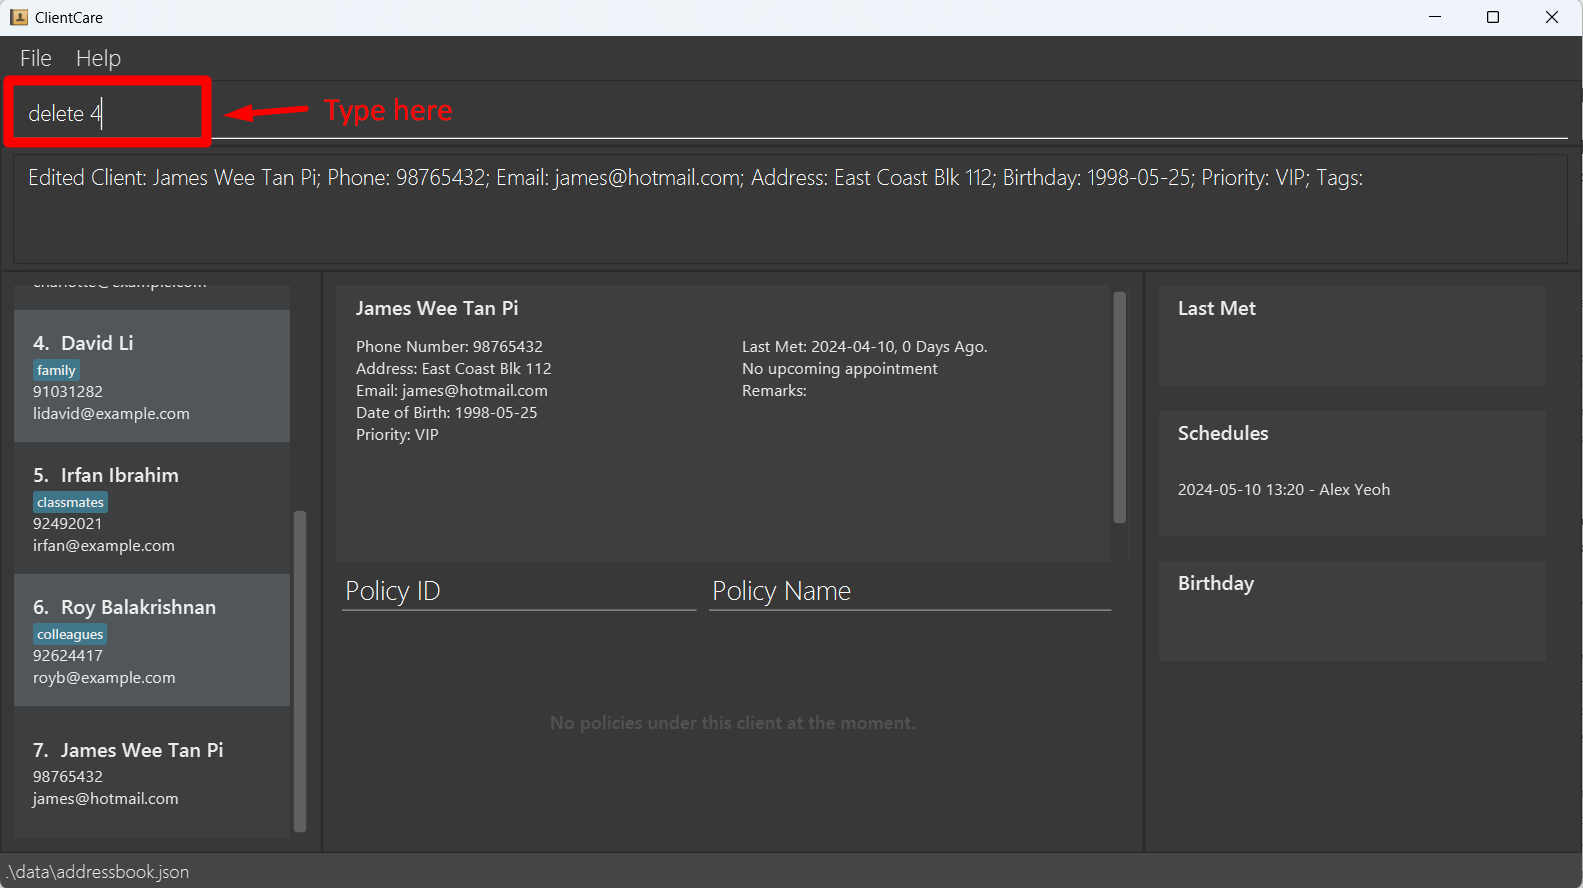 ClientCare
File Help
delete 4
Type here
Edited Client: James Wee Tan Pi; Phone: 98765432; Email: james@hotmail.com; Address: East Coast Blk 112; Birthday: 1998-05-25; Priority: VIP; Tags:
4. David Li
family
91031282
lidavid@example.com
5. Irfan Ibrahim
classmates
92492021
irfan@example.com
6. Roy Balakrishnan
colleagues
92624417
royb@example.com
7. James Wee Tan Pi
98765432
james@hotmail.com
James Wee Tan Pi
Phone Number: 98765432
Address: East Coast Blk 112
Email: james@hotmail.com
Date of Birth: 1998-05-25
Priority: VIP
Last Met: 2024-04-10, 0 Days Ago.
No upcoming appointment
Remarks:
Policy ID Policy Name
No policies under this client at the moment.
Last Met
Schedules
2024-05-10 13:20 - Alex Yeoh
Birthday
.\data\addressbook.json